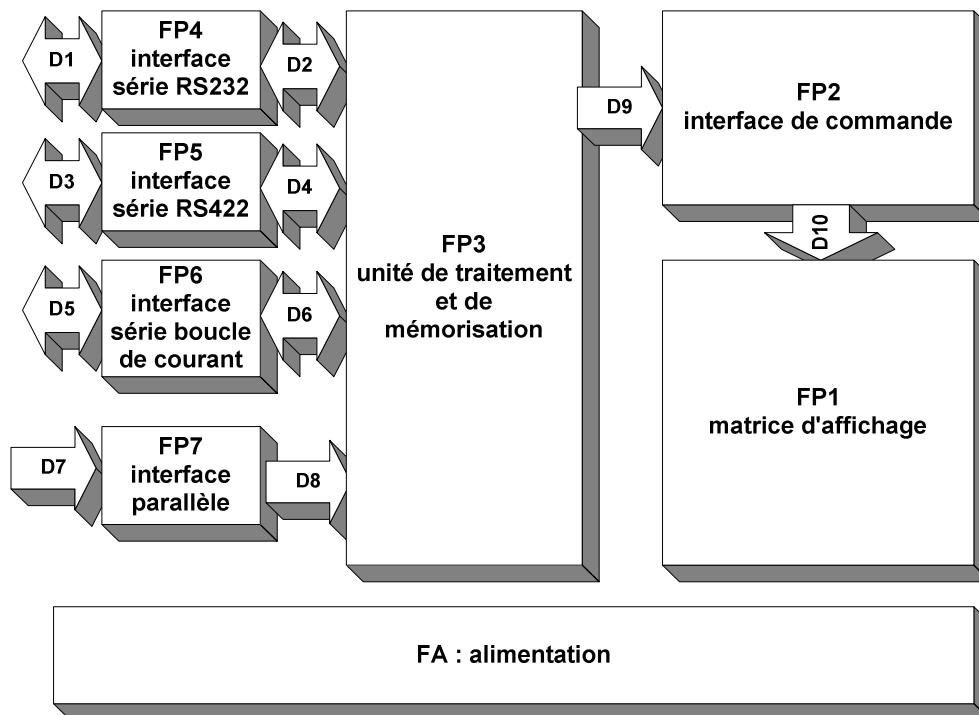 D1
FP4
interface
série RS232
D2
D3
FP5
interface
série RS422
D4
D5
FP6
interface
série boucle
de courant
D6
D7
FP7
interface
parallèle
D8
FP3
unité de traitement
et de
mémorisation
D9
FP2
interface de commande
D10
FP1
matrice d'affichage
FA : alimentation